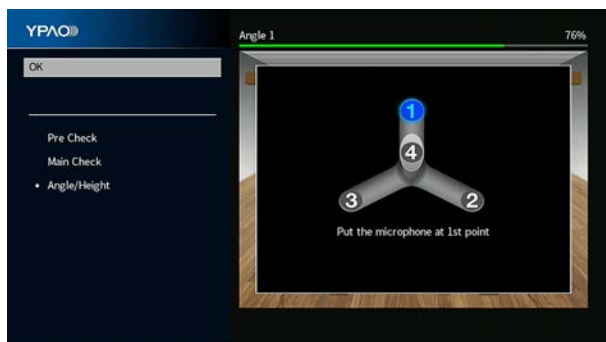 YPAO
Angle 1
76%
OK
Pre Check
Main Check
• Angle/Height
1
4
3
2
Put the microphone at 1st point